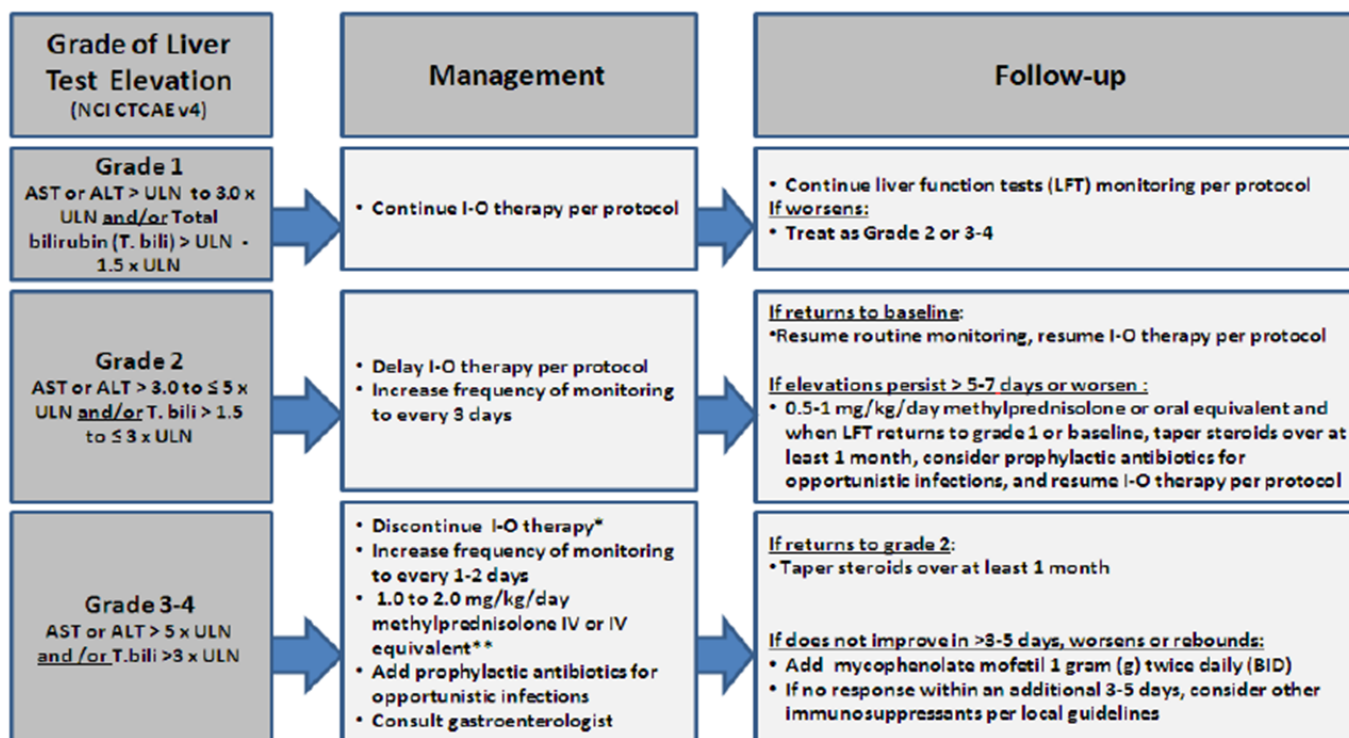 Grade of Liver
Test Elevation
(NCI CTCAE v4)
Management
Follow-up
Grade 1
AST or ALT > ULN to 3.0 x
ULN and/or Total
bilirubin (T. bili) > ULN -
1.5 x ULN
• Continue I-O therapy per protocol
• Continue liver function tests (LFT) monitoring per protocol
If worsens:
• Treat as Grade 2 or 3-4
Grade 2
AST or ALT > 3.0 to ≤ 5 x
ULN and/or T. bili > 1.5
to ≤ 3 x ULN
• Delay I-O therapy per protocol
• Increase frequency of monitoring
to every 3 days
If returns to baseline:
•Resume routine monitoring, resume I-O therapy per protocol
If elevations persist > 5-7 days or worsen :
• 0.5-1 mg/kg/day methylprednisolone or oral equivalent and
when LFT returns to grade 1 or baseline, taper steroids over at
least 1 month, consider prophylactic antibiotics for
opportunistic infections, and resume I-O therapy per protocol
Grade 3-4
AST or ALT > 5 x ULN
and /or T.bili >3 x ULN
• Discontinue I-O therapy*
• Increase frequency of monitoring
to every 1-2 days
• 1.0 to 2.0 mg/kg/day
methylprednisolone IV or IV
equivalent**
• Add prophylactic antibiotics for
opportunistic infections
• Consult gastroenterologist
If returns to grade 2:
• Taper steroids over at least 1 month
If does not improve in >3-5 days, worsens or rebounds:
• Add mycophenolate mofetil 1 gram (g) twice daily (BID)
• If no response within an additional 3-5 days, consider other
immunosuppressants per local guidelines